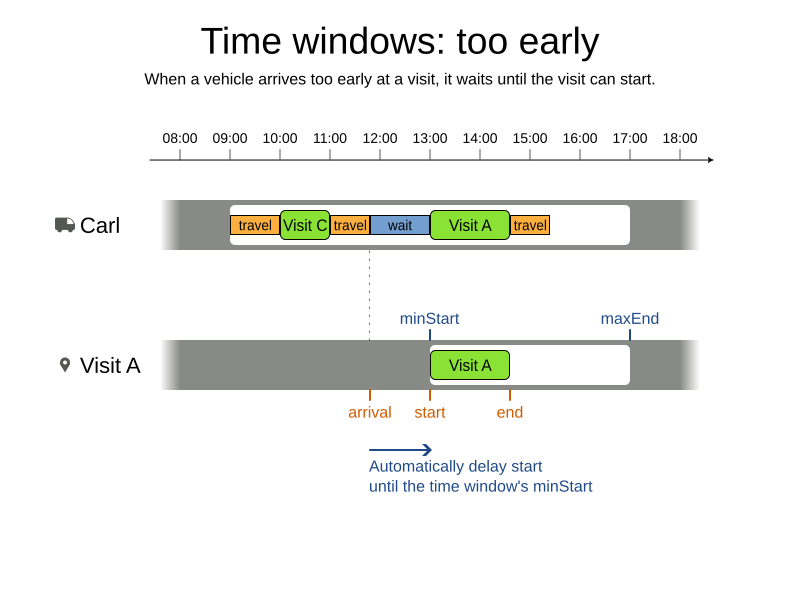 Time windows: too early
When a vehicle arrives too early at a visit, it waits until the visit can start.
08:00 09:00 10:00 11:00 12:00 13:00 14:00 15:00 16:00 17:00 18:00
Carl
travel Visit C travel wait Visit A travel
minStart maxEnd
Visit A
Visit A
arrival start end
Automatically delay start
until the time window's minStart